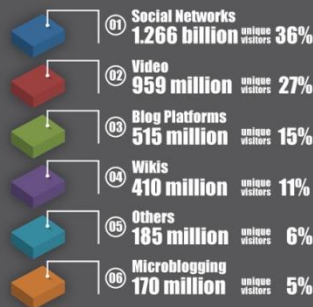 01 Social Networks
1.266 billion unique visitors 36%
02 Video
959 million unique visitors 27%
03 Blog Platforms
515 million unique visitors 15%
04 Wikis
410 million unique visitors 11%
05 Others
185 million unique visitors 6%
06 Microblogging
170 million unique visitors 5%